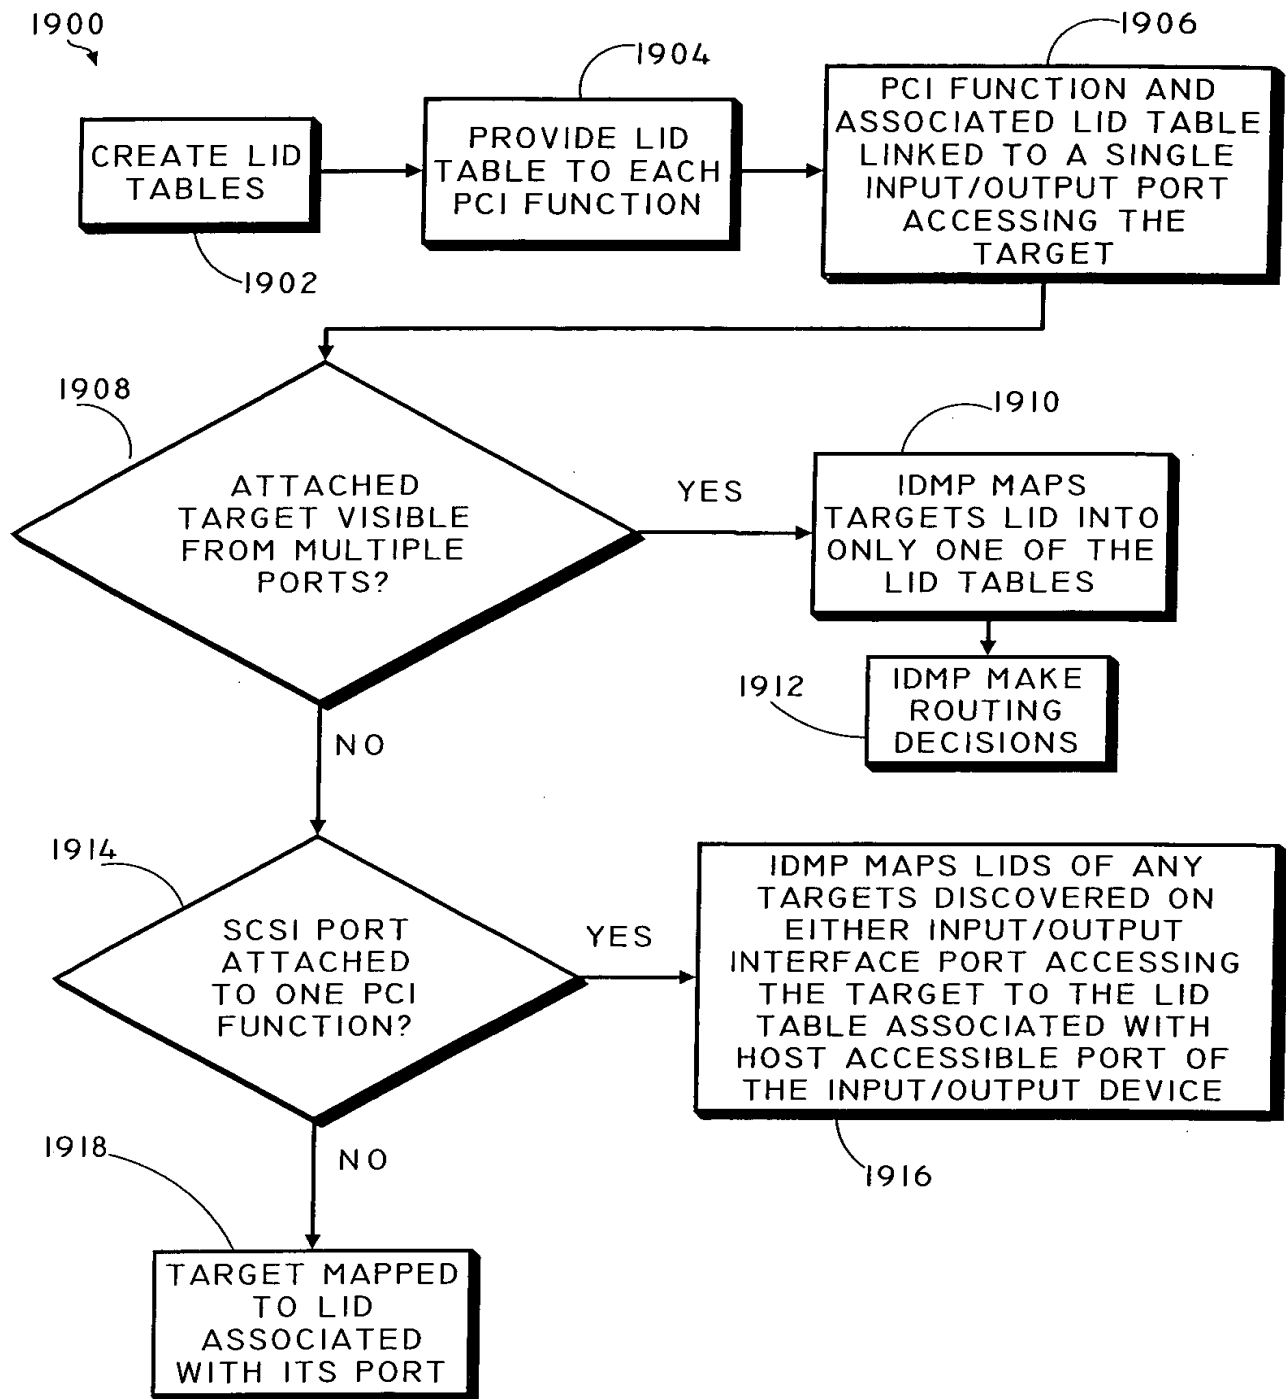 1900
1904
1906
CREATE LID
TABLES
1902
PROVIDE LID
TABLE TO EACH
PCI FUNCTION
PCI FUNCTION AND
ASSOCIATED LID TABLE
LINKED TO A SINGLE
INPUT/OUTPUT PORT
ACCESSING THE
TARGET
1908
ATTACHED
TARGET VISIBLE
FROM MULTIPLE
PORTS?
YES
1910
IDMP MAPS
TARGETS LID INTO
ONLY ONE OF THE
LID TABLES
1912
IDMP MAKE
ROUTING
DECISIONS
NO
1914
SCSI PORT
ATTACHED
TO ONE PCI
FUNCTION?
YES
IDMP MAPS LIDS OF ANY
TARGETS DISCOVERED ON
EITHER INPUT/OUTPUT
INTERFACE PORT ACCESSING
THE TARGET TO THE LID
TABLE ASSOCIATED WITH
HOST ACCESSIBLE PORT OF
THE INPUT/OUTPUT DEVICE
1916
NO
1918
TARGET MAPPED
TO LID
ASSOCIATED
WITH ITS PORT